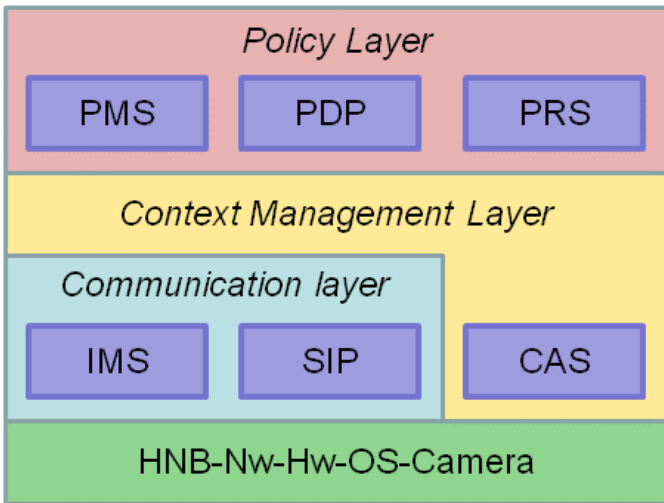 Policy Layer
PMS PDP PRS
Context Management Layer
Communication layer
IMS SIP CAS
HNB-Nw-Hw-OS-Camera